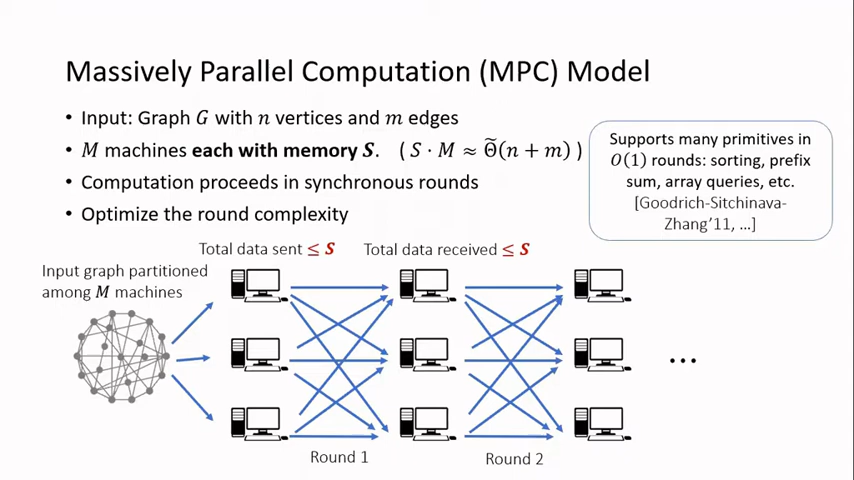 Massively Parallel Computation (MPC) Model
• Input: Graph G with n vertices and m edges
• M machines each with memory S. ( S · M ≈ Θ̃(n + m) )
• Computation proceeds in synchronous rounds
• Optimize the round complexity
Supports many primitives in
O(1) rounds: sorting, prefix
sum, array queries, etc.
[Goodrich-Sitchinava-
Zhang'11, …]
Total data sent ≤ S
Total data received ≤ S
Input graph partitioned
among M machines
...
Round 1
Round 2